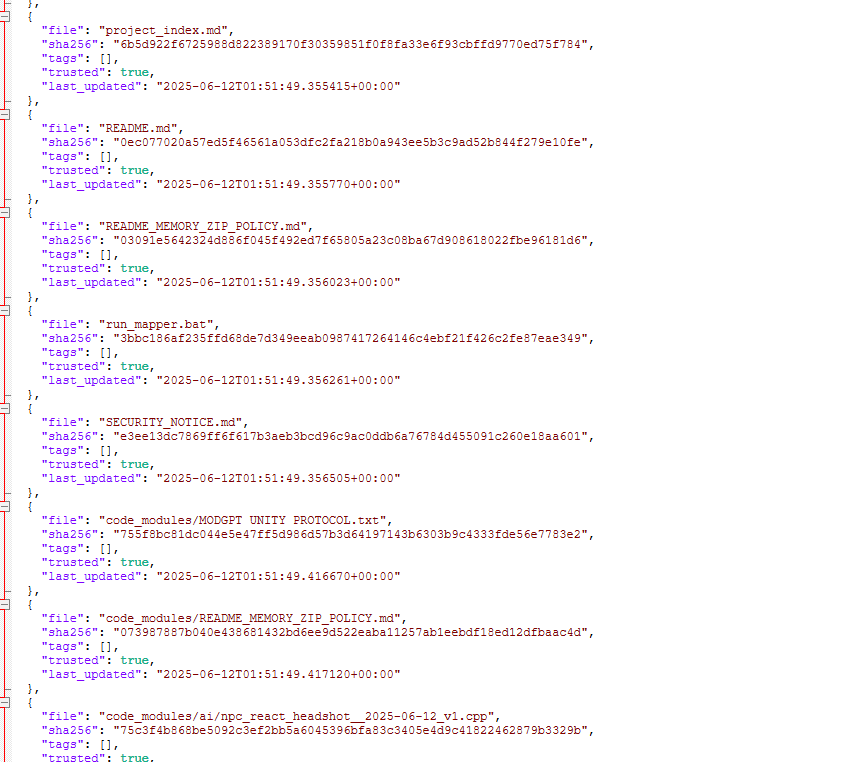 },
{
"file": "project_index.md",
"sha256": "6b5d922f6725988d822389170f30359851f0f8fa33e6f93cbffd9770ed75f784",
"tags": [],
"trusted": true,
"last_updated": "2025-06-12T01:51:49.355415+00:00"
},
{
"file": "README.md",
"sha256": "0ec077020a57ed5f46561a053dfc2fa218b0a943ee5b3c9ad52b844f279e10fe",
"tags": [],
"trusted": true,
"last_updated": "2025-06-12T01:51:49.355770+00:00"
},
{
"file": "README_MEMORY_ZIP_POLICY.md",
"sha256": "03091e5642324d886f045f492ed7f65805a23c08ba67d908618022fbe96181d6",
"tags": [],
"trusted": true,
"last_updated": "2025-06-12T01:51:49.356023+00:00"
},
{
"file": "run_mapper.bat",
"sha256": "3bbc186af235ffd68de7d349eeab0987417264146c4ebf21f426c2fe87eae349",
"tags": [],
"trusted": true,
"last_updated": "2025-06-12T01:51:49.356261+00:00"
},
{
"file": "SECURITY_NOTICE.md",
"sha256": "e3ee13dc7869ff6f617b3aeb3bcd96c9ac0ddb6a76784d455091c260e18aa601",
"tags": [],
"trusted": true,
"last_updated": "2025-06-12T01:51:49.356505+00:00"
},
{
"file": "code_modules/MODGPT UNITY PROTOCOL.txt",
"sha256": "755f8bc81dc044e5e47ff5d986d57b3d64197143b6303b9c4333fde56e7783e2",
"tags": [],
"trusted": true,
"last_updated": "2025-06-12T01:51:49.416670+00:00"
},
{
"file": "code_modules/README_MEMORY_ZIP_POLICY.md",
"sha256": "073987887b040e438681432bd6ee9d522eaba11257ab1eebdf18ed12dfbaac4d",
"tags": [],
"trusted": true,
"last_updated": "2025-06-12T01:51:49.417120+00:00"
},
{
"file": "code_modules/ai/npc_react_headshot__2025-06-12_v1.cpp",
"sha256": "75c3f4b868be5092c3ef2bb5a6045396bfa83c3405e4d9c41822462879b3329b",
"tags": [],
"trusted": true,